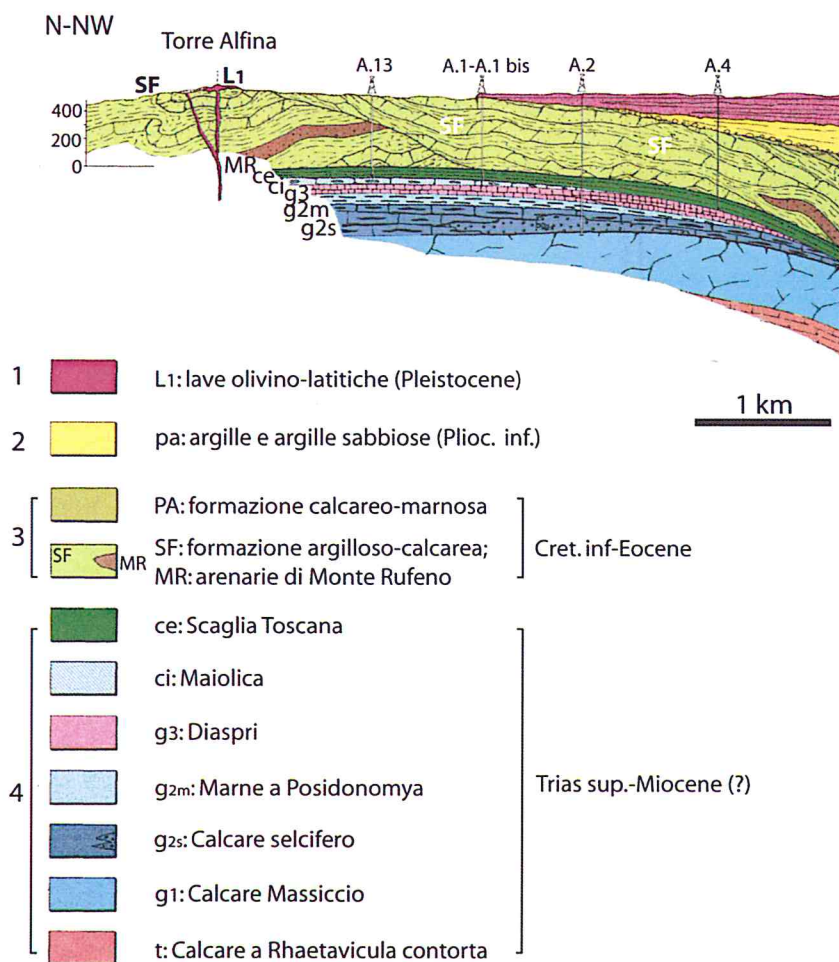 N-NW
Torre Alfina
SF
L1
A.13
A.1-A.1 bis
A.2
A.4
400
200
0
SF
SF
MR
ce
ci
g3
g2m
g2s
1 km
1
L1: lave olivino-latitiche (Pleistocene)
2
pa: argille e argille sabbiose (Plioc. inf.)
3
PA: formazione calcareo-marnosa
SF
MR
SF: formazione argilloso-calcarea;
MR: arenarie di Monte Rufeno
Cret. inf-Eocene
4
ce: Scaglia Toscana
ci: Maiolica
g3: Diaspri
g2m: Marne a Posidonomya
g2s: Calcare selcifero
g1: Calcare Massiccio
t: Calcare a Rhaetavicula contorta
Trias sup.-Miocene (?)